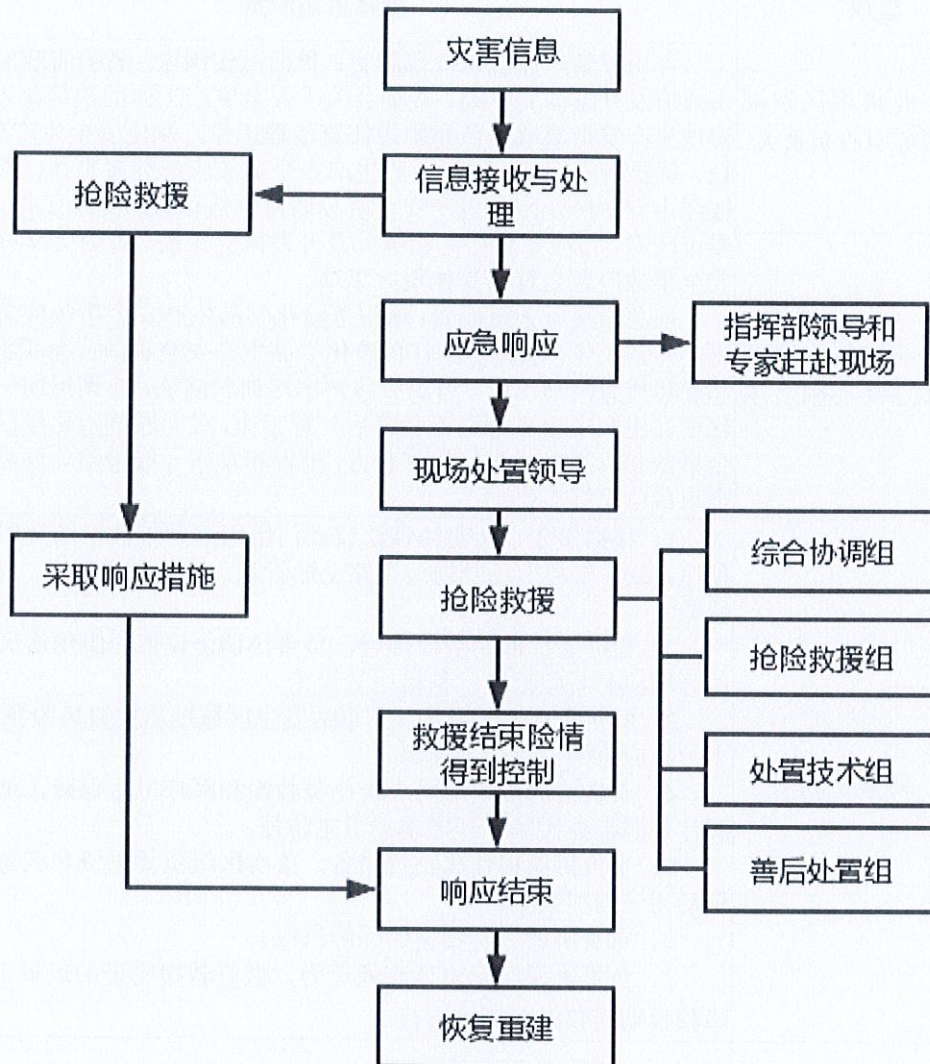 灾害信息
信息接收与处
理
抢险救援
应急响应
指挥部领导和
专家赶赴现场
现场处置领导
采取响应措施
抢险救援
综合协调组
抢险救援组
救援结束险情
得到控制
处置技术组
响应结束
善后处置组
恢复重建